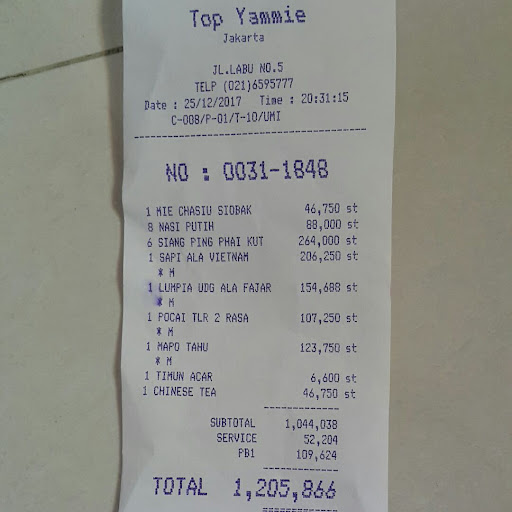 Top Yammie
Jakarta
JL.LABU NO.5
TELP (021)6595777
Date : 25/12/2017 Time : 20:31:15
C-008/P-01/T-10/UMI
NO : 0031-1848
1 MIE CHASIU SIOBAK 46,750 st
8 NASI PUTIH 88,000 st
6 SIANG PING PHAI KUT 264,000 st
1 SAPI ALA VIETNAM 206,250 st
* M
1 LUMPIA UDG ALA FAJAR 154,688 st
* M
1 POCAI TLR 2 RASA 107,250 st
* M
1 MAPO TAHU 123,750 st
* M
1 TIMUN ACAR 6,600 st
1 CHINESE TEA 46,750 st
SUBTOTAL 1,044,038
SERVICE 52,204
PB1 109,624
TOTAL 1,205,866